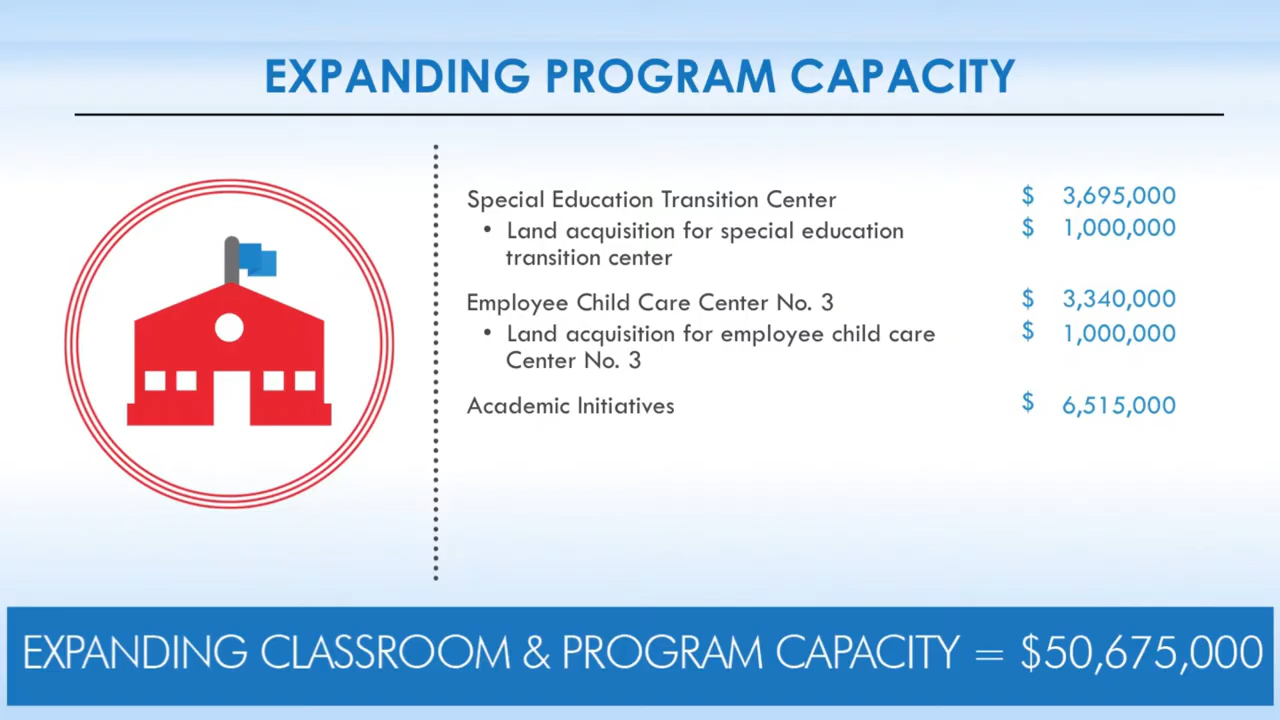 EXPANDING PROGRAM CAPACITY
Special Education Transition Center $ 3,695,000
• Land acquisition for special education $ 1,000,000
transition center
Employee Child Care Center No. 3 $ 3,340,000
• Land acquisition for employee child care $ 1,000,000
Center No. 3
Academic Initiatives $ 6,515,000
EXPANDING CLASSROOM & PROGRAM CAPACITY = $50,675,000